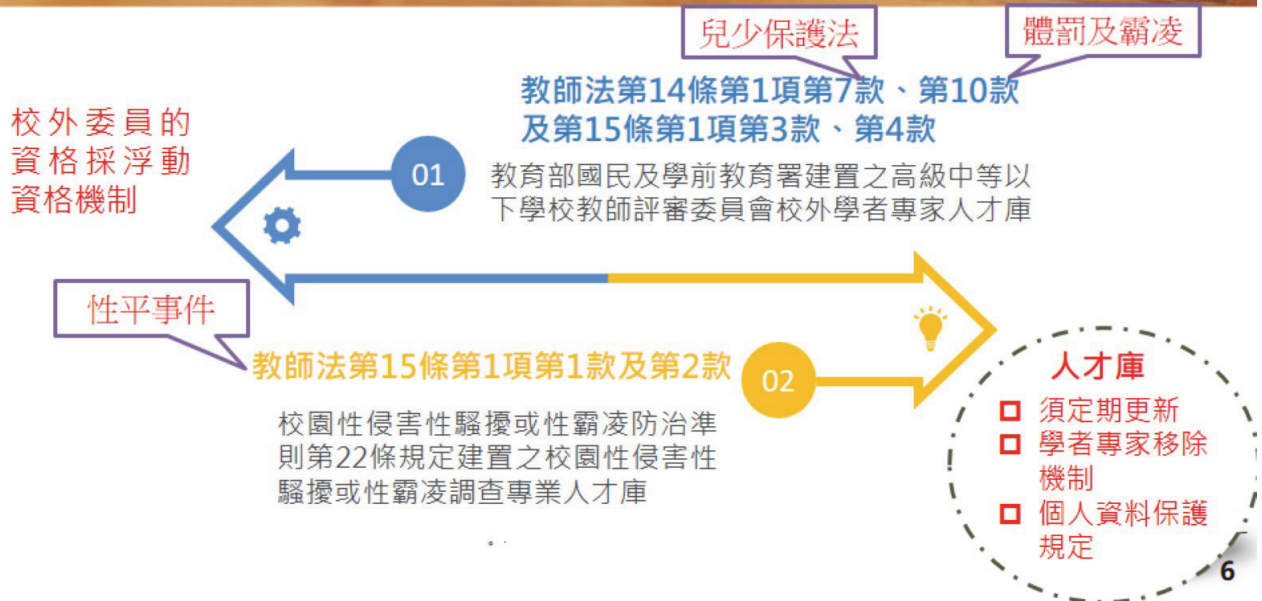 兒少保護法
體罰及霸凌
校外委員的
資格採浮動
資格機制
01
教師法第14條第1項第7款、第10款
及第15條第1項第3款、第4款
教育部國民及學前教育署建置之高級中等以
下學校教師評審委員會校外學者專家人才庫
性平事件
教師法第15條第1項第1款及第2款
02
校園性侵害性騷擾或性霸凌防治準
則第22條規定建置之校園性侵害性
騷擾或性霸凌調查專業人才庫
。
人才庫
須定期更新
學者專家移除
機制
個人資料保護
規定
6